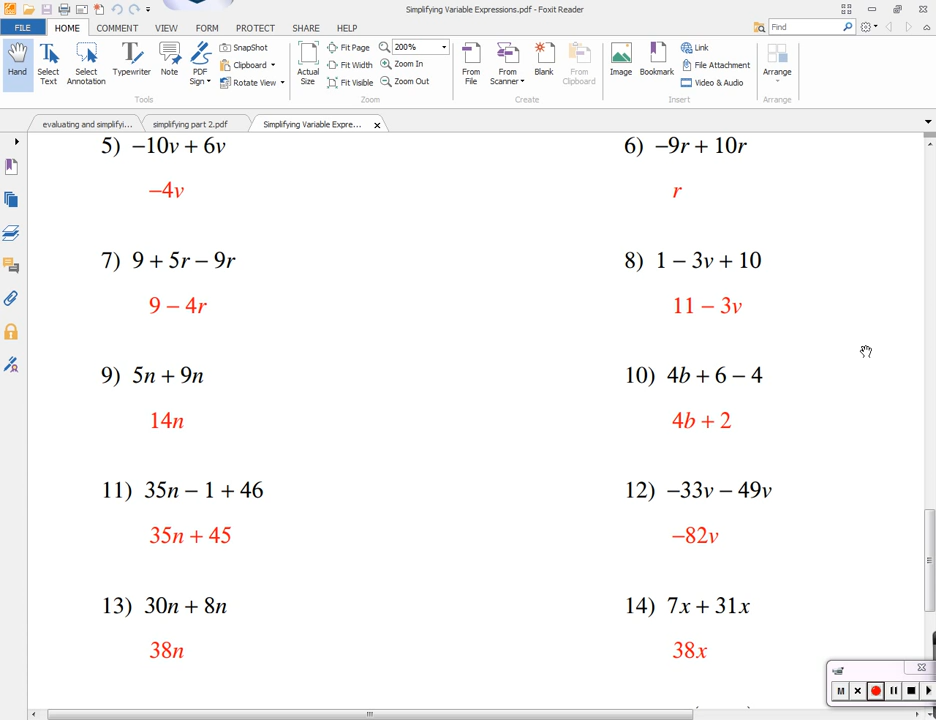 Simplifying Variable Expressions.pdf - Foxit Reader
FILE HOME COMMENT VIEW FORM PROTECT SHARE HELP
Find
Hand
Select Text
Select Annotation
Typewriter
Note
PDF Sign
SnapShot
Clipboard
Rotate View
Tools
Actual Size
Fit Page
Fit Width
Fit Visible
200%
Zoom In
Zoom Out
Zoom
From File
From Scanner
Blank
From Clipboard
Create
Image
Bookmark
Link
File Attachment
Video & Audio
Insert
Arrange
Arrange
evaluating and simplifyi... simplifying part 2.pdf Simplifying Variable Expre...
5) −10v + 6v 6) −9r + 10r
−4v r
7) 9 + 5r − 9r 8) 1 − 3v + 10
9 − 4r 11 − 3v
9) 5n + 9n 10) 4b + 6 − 4
14n 4b + 2
11) 35n − 1 + 46 12) −33v − 49v
35n + 45 −82v
13) 30n + 8n 14) 7x + 31x
38n 38x
M